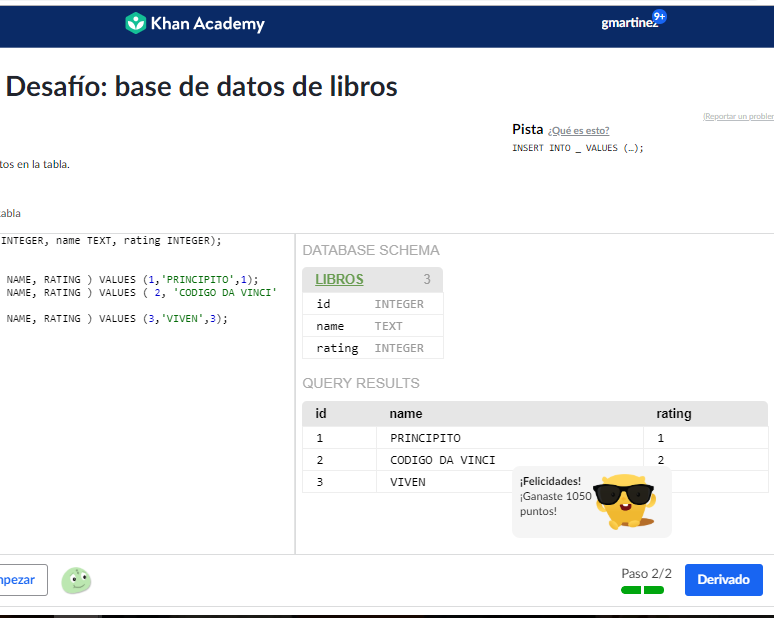 Khan Academy
gmartinez
9+
Desafío: base de datos de libros
(Reportar un probler
Pista ¿Qué es esto?
INSERT INTO _ VALUES (…);
tos en la tabla.
tabla
INTEGER, name TEXT, rating INTEGER);
NAME, RATING ) VALUES (1,'PRINCIPITO',1);
NAME, RATING ) VALUES ( 2, 'CODIGO DA VINCI'
NAME, RATING ) VALUES (3,'VIVEN',3);
DATABASE SCHEMA
LIBROS 3
id INTEGER
name TEXT
rating INTEGER
QUERY RESULTS
id name rating
1 PRINCIPITO 1
2 CODIGO DA VINCI 2
3 VIVEN
¡Felicidades!
¡Ganaste 1050
puntos!
mpezar
Paso 2/2
Derivado